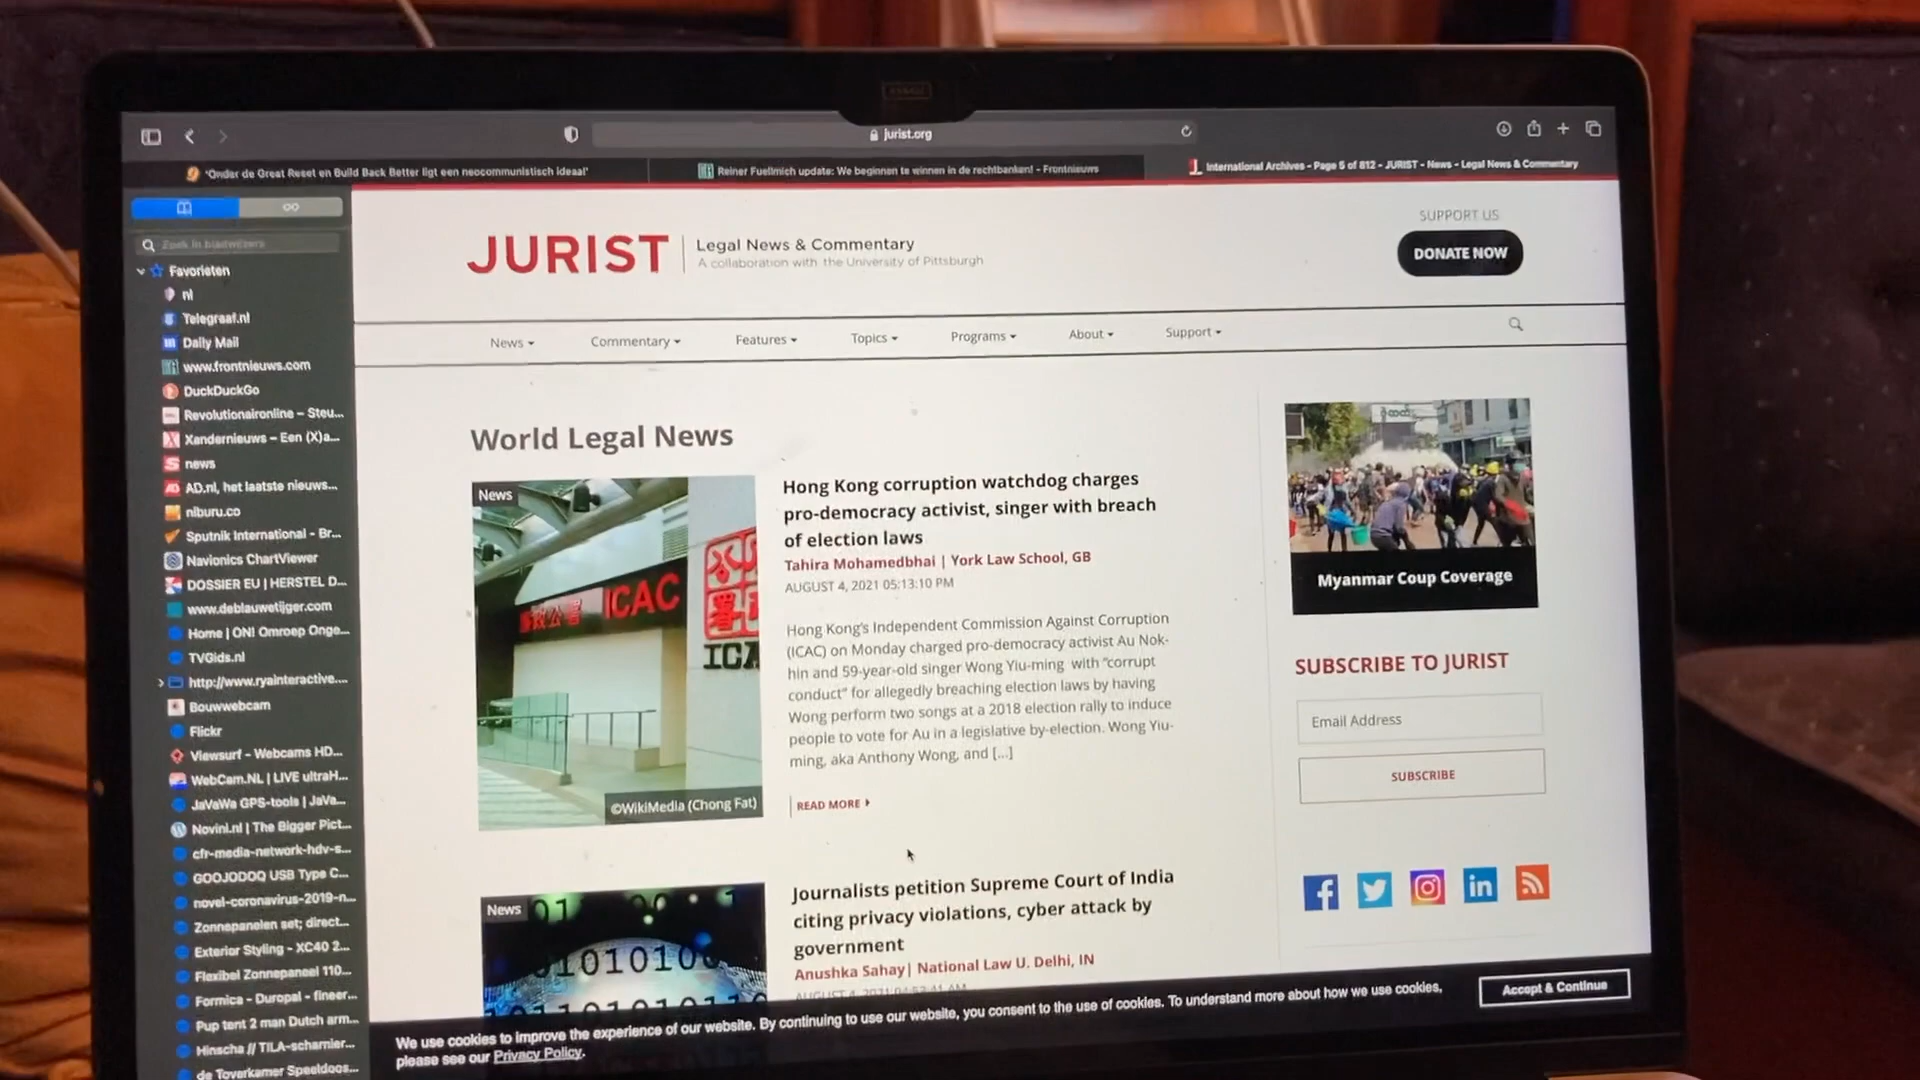 jurist.org
"Onder de Great Reset en Build Back Better ligt een neocommunistisch ideaal"
Reiner Fuellmich update: We beginnen te winnen in de rechtbanken! - Frontnieuws
International Archives - Page 5 of 812 - JURIST - News - Legal News & Commentary
Zoek in bladwijzers
Favorieten
nl
Telegraaf.nl
Daily Mail
www.frontnieuws.com
DuckDuckGo
Revolutionaironline – Steu...
Xandernieuws – Een (X)a...
news
AD.nl, het laatste nieuws...
niburu.co
Sputnik International - Br...
Navionics ChartViewer
DOSSIER EU | HERSTEL D...
www.deblauwetijger.com
Home | ON! Omroep Onge...
TVGids.nl
http://www.ryainteractive....
Bouwwebcam
Flickr
Viewsurf - Webcams HD...
WebCam.NL | LIVE ultraH...
JaVaWa GPS-tools | JaVa...
Novini.nl | The Bigger Pict...
cfr-media-network-hdv-s...
GOOJODOQ USB Type C...
novel-coronavirus-2019-n...
Zonnepanelen set; direct...
Exterior Styling - XC40 2...
Flexibel Zonnepaneel 110...
Formica - Duropal - fineer...
Pup tent 2 man Dutch arm...
Hinscha // TILA-scharnier...
de Toverkamer Speeldoos...
JURIST
Legal News & Commentary
A collaboration with the University of Pittsburgh
SUPPORT US
DONATE NOW
News
Commentary
Features
Topics
Programs
About
Support
World Legal News
News
ICAC
ICA
©WikiMedia (Chong Fat)
Hong Kong corruption watchdog charges
pro-democracy activist, singer with breach
of election laws
Tahira Mohamedbhai | York Law School, GB
AUGUST 4, 2021 05:13:10 PM
Hong Kong's Independent Commission Against Corruption
(ICAC) on Monday charged pro-democracy activist Au Nok-
hin and 59-year-old singer Wong Yiu-ming with "corrupt
conduct" for allegedly breaching election laws by having
Wong perform two songs at a 2018 election rally to induce
people to vote for Au in a legislative by-election. Wong Yiu-
ming, aka Anthony Wong, and [...]
READ MORE
News
Journalists petition Supreme Court of India
citing privacy violations, cyber attack by
government
Anushka Sahay| National Law U. Delhi, IN
AUGUST 4, 2021 04:52:41 AM
Myanmar Coup Coverage
SUBSCRIBE TO JURIST
Email Address
SUBSCRIBE
We use cookies to improve the experience of our website. By continuing to use our website, you consent to the use of cookies. To understand more about how we use cookies,
please see our Privacy Policy.
Accept & Continue